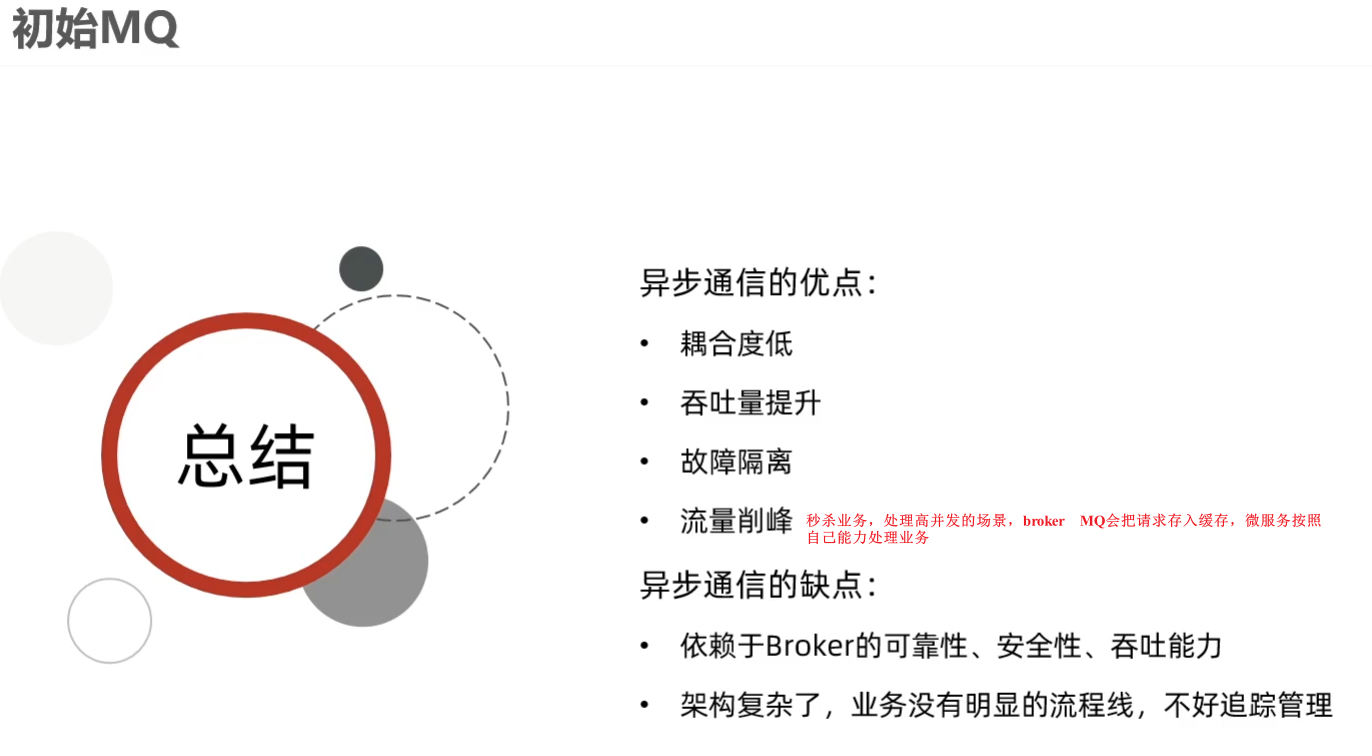 初始MQ
总结
异步通信的优点：
• 耦合度低
• 吞吐量提升
• 故障隔离
• 流量削峰 秒杀业务，处理高并发的场景，broker MQ会把请求存入缓存，微服务按照
自己能力处理业务
异步通信的缺点：
• 依赖于Broker的可靠性、安全性、吞吐能力
• 架构复杂了，业务没有明显的流程线，不好追踪管理